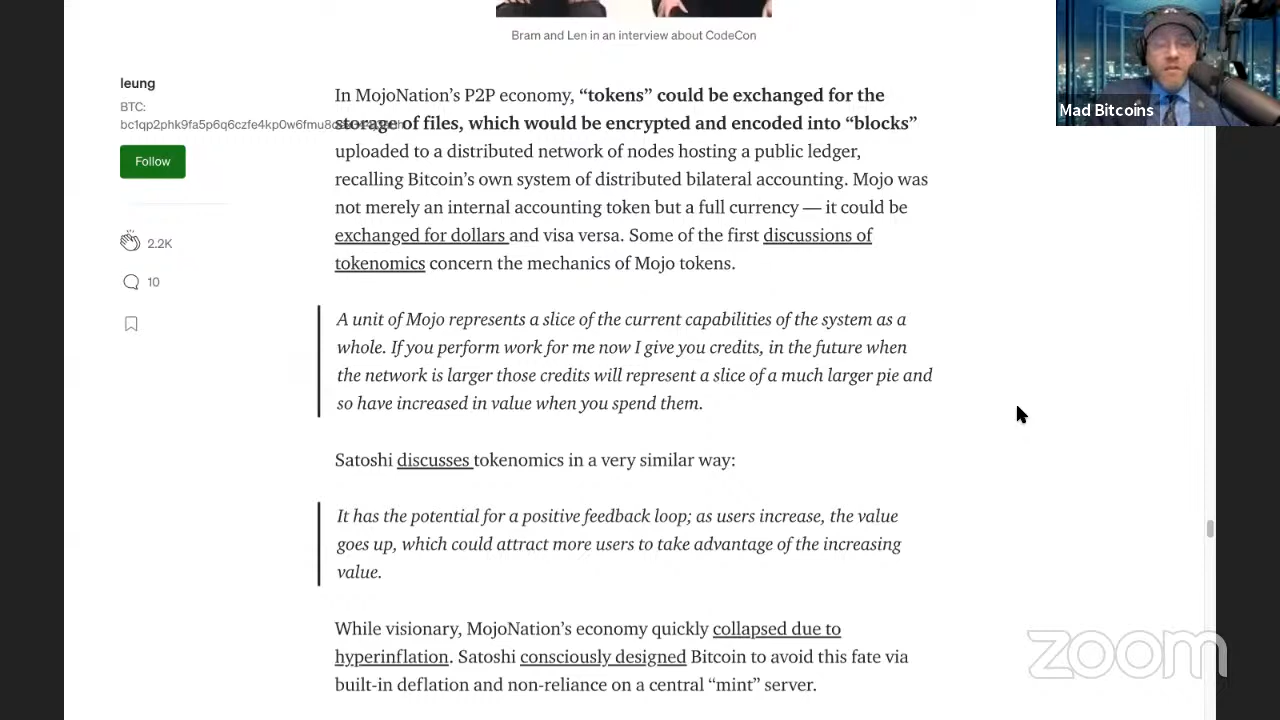 Bram and Len in an interview about CodeCon
Mad Bitcoins
leung
BTC:
Follow
2.2K
10
In MojoNation’s P2P economy, “tokens” could be exchanged for the
storage of files, which would be encrypted and encoded into “blocks”
uploaded to a distributed network of nodes hosting a public ledger,
recalling Bitcoin’s own system of distributed bilateral accounting. Mojo was
not merely an internal accounting token but a full currency — it could be
exchanged for dollars and visa versa. Some of the first discussions of
tokenomics concern the mechanics of Mojo tokens.
A unit of Mojo represents a slice of the current capabilities of the system as a
whole. If you perform work for me now I give you credits, in the future when
the network is larger those credits will represent a slice of a much larger pie and
so have increased in value when you spend them.
Satoshi discusses tokenomics in a very similar way:
It has the potential for a positive feedback loop; as users increase, the value
goes up, which could attract more users to take advantage of the increasing
value.
While visionary, MojoNation’s economy quickly collapsed due to
hyperinflation. Satoshi consciously designed Bitcoin to avoid this fate via
built-in deflation and non-reliance on a central “mint” server.
zoom